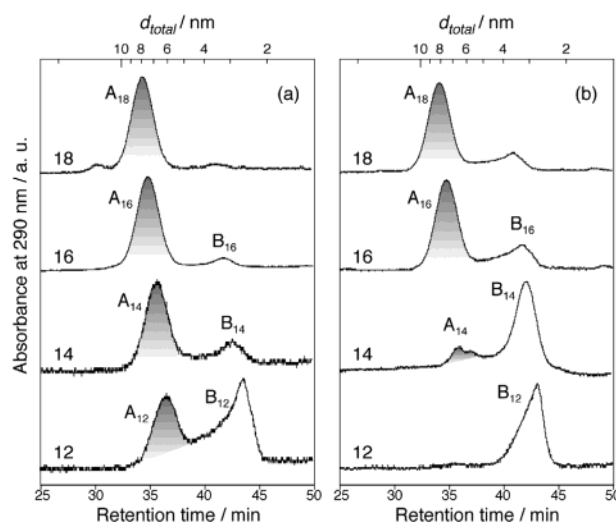 d_total / nm
10 8 6 4 2
(a)
A18
18
A16
B16
16
A14
B14
14
A12
B12
12
25 30 35 40 45 50
Retention time / min
d_total / nm
10 8 6 4 2
(b)
A18
18
A16
B16
16
A14
B14
14
B12
12
25 30 35 40 45 50
Retention time / min
Absorbance at 290 nm / a. u.